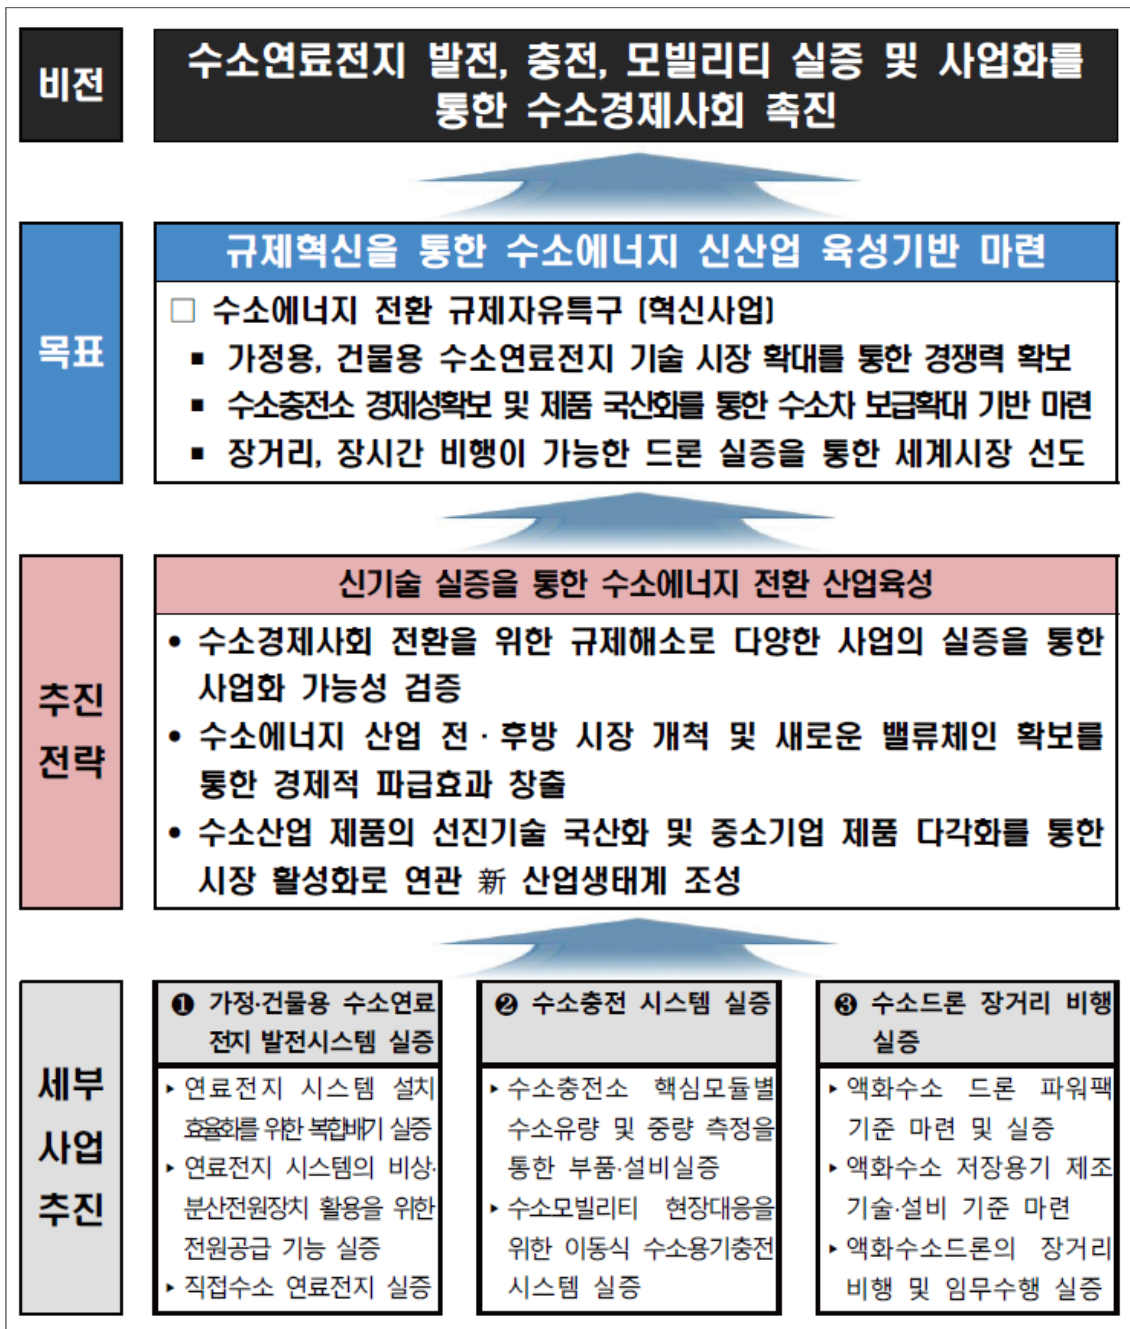 비전
수소연료전지 발전, 충전, 모빌리티 실증 및 사업화를
통한 수소경제사회 촉진
목표
규제혁신을 통한 수소에너지 신산업 육성기반 마련
□ 수소에너지 전환 규제자유특구 (혁신사업)
▪ 가정용, 건물용 수소연료전지 기술 시장 확대를 통한 경쟁력 확보
▪ 수소충전소 경제성확보 및 제품 국산화를 통한 수소차 보급확대 기반 마련
▪ 장거리, 장시간 비행이 가능한 드론 실증을 통한 세계시장 선도
추진
전략
신기술 실증을 통한 수소에너지 전환 산업육성
• 수소경제사회 전환을 위한 규제해소로 다양한 사업의 실증을 통한
사업화 가능성 검증
• 수소에너지 산업 전·후방 시장 개척 및 새로운 밸류체인 확보를
통한 경제적 파급효과 창출
• 수소산업 제품의 선진기술 국산화 및 중소기업 제품 다각화를 통한
시장 활성화로 연관 新 산업생태계 조성
세부
사업
추진
❶ 가정·건물용 수소연료
전지 발전시스템 실증
▸ 연료전지 시스템 설치
효율화를 위한 복합배기 실증
▸ 연료전지 시스템의 비상·
분산전원장치 활용을 위한
전원공급 기능 실증
▸ 직접수소 연료전지 실증
❷ 수소충전 시스템 실증
▸ 수소충전소 핵심모듈별
수소유량 및 중량 측정을
통한 부품·설비실증
▸ 수소모빌리티 현장대응을
위한 이동식 수소용기충전
시스템 실증
❸ 수소드론 장거리 비행
실증
▸ 액화수소 드론 파워팩
기준 마련 및 실증
▸ 액화수소 저장용기 제조
기술·설비 기준 마련
▸ 액화수소드론의 장거리
비행 및 임무수행 실증